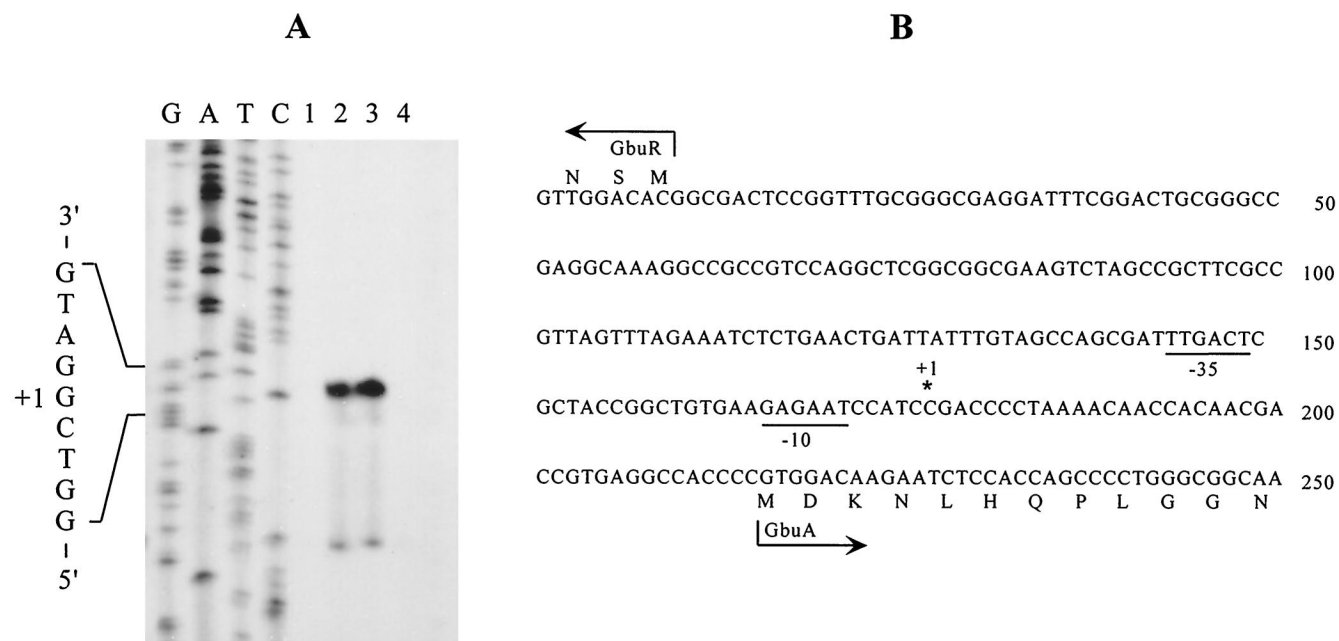 A
B
G A T C 1 2 3 4
3'
-
G
T
A
G
+1 G
C
T
G
G
-
5'
GbuR
N S M
GTTGGACACGGCGACTCCGGTTTGCGGGCGAGGATTTCGGACTGCGGGCC 50
GAGGCAAAGGCCGCCGTCCAGGCTCGGCGGCGAAGTCTAGCCGCTTCGCC 100
GTTAGTTTAGAAATCTCTGAACTGATTATTTGTAGCCAGCGATTTGACTC 150
+1 -35
*
GCTACCGGCTGTGAAGAGAATCCATCCGACCCCTAAAACAACCACAACGA 200
-10
CCGTGAGGCCACCCCGTGGACAAGAATCTCCACCAGCCCCTGGGCGGCAA 250
M D K N L H Q P L G G N
GbuA